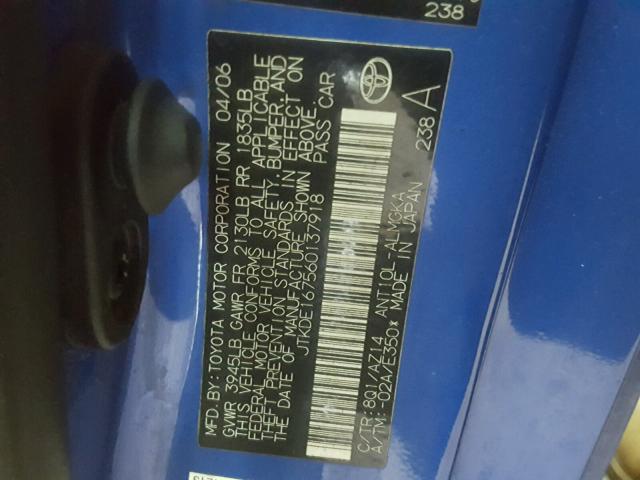 238
MFD. BY: TOYOTA MOTOR CORPORATION 04/06
GVWR 3945LB GAWR FR 2130LB RR 1835LB
THIS VEHICLE CONFORMS TO ALL APPLICABLE
FEDERAL MOTOR VEHICLE SAFETY, BUMPER, AND
THEFT PREVENTION STANDARDS IN EFFECT ON
THE DATE OF MANUFACTURE SHOWN ABOVE.
JTKDE167560137918 PASS CAR
C/TR: 8Q1/AZ14 ANT10L-ALMGKA
A/TM: -02A/E350x MADE IN JAPAN
238 A